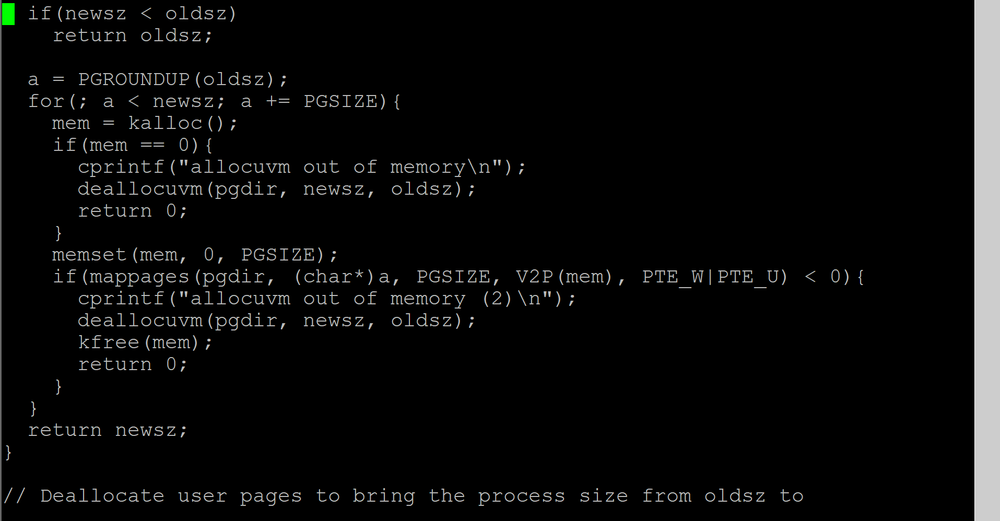 if(newsz < oldsz)
    return oldsz;

  a = PGROUNDUP(oldsz);
  for(; a < newsz; a += PGSIZE){
    mem = kalloc();
    if(mem == 0){
      cprintf("allocuvm out of memory\n");
      deallocuvm(pgdir, newsz, oldsz);
      return 0;
    }
    memset(mem, 0, PGSIZE);
    if(mappages(pgdir, (char*)a, PGSIZE, V2P(mem), PTE_W|PTE_U) < 0){
      cprintf("allocuvm out of memory (2)\n");
      deallocuvm(pgdir, newsz, oldsz);
      kfree(mem);
      return 0;
    }
  }
  return newsz;
}

// Deallocate user pages to bring the process size from oldsz to